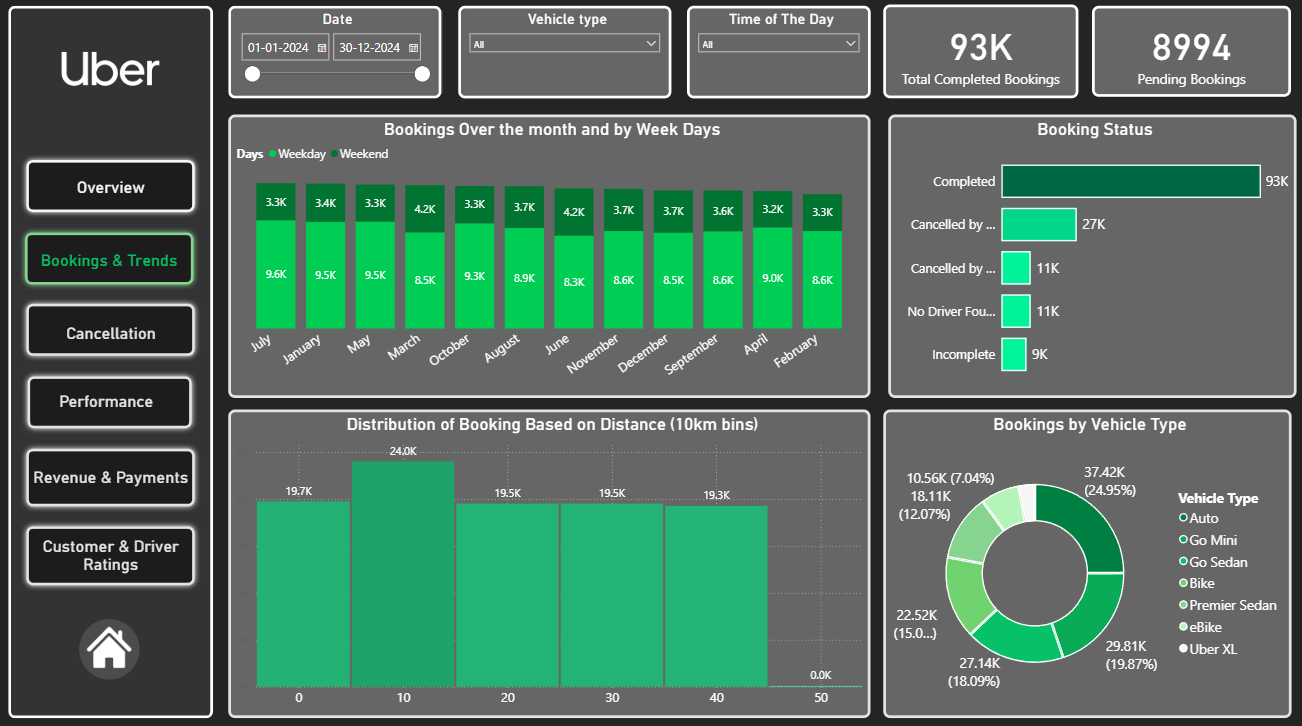 Uber
Overview
Bookings & Trends
Cancellation
Performance
Revenue & Payments
Customer & Driver
Ratings
Date
01-01-2024
30-12-2024
Vehicle type
All
Time of The Day
All
93K
Total Completed Bookings
8994
Pending Bookings
Bookings Over the month and by Week Days
Days Weekday Weekend
3.3K 3.4K 3.3K 4.2K 3.3K 3.7K 4.2K 3.7K 3.7K 3.6K 3.2K 3.3K
9.6K 9.5K 9.5K 8.5K 9.3K 8.9K 8.3K 8.6K 8.5K 8.6K 9.0K 8.6K
July January May March October August June November December September April February
Booking Status
Completed 93K
Cancelled by ... 27K
Cancelled by ... 11K
No Driver Fou... 11K
Incomplete 9K
Distribution of Booking Based on Distance (10km bins)
19.7K 24.0K 19.5K 19.5K 19.3K 0.0K
0 10 20 30 40 50
Bookings by Vehicle Type
37.42K
(24.95%)
29.81K
(19.87%)
27.14K
(18.09%)
22.52K
(15.0...)
18.11K
(12.07%)
10.56K (7.04%)
Vehicle Type
Auto
Go Mini
Go Sedan
Bike
Premier Sedan
eBike
Uber XL